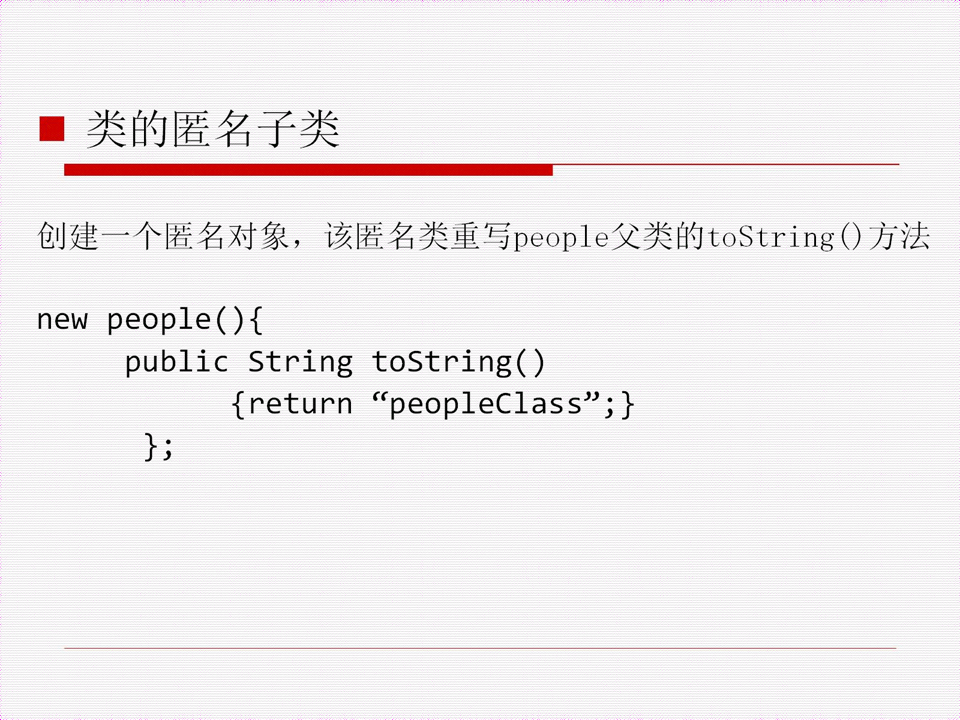 类的匿名子类
创建一个匿名对象，该匿名类重写people父类的toString()方法
new people(){
public String toString()
{return “peopleClass”;}
};